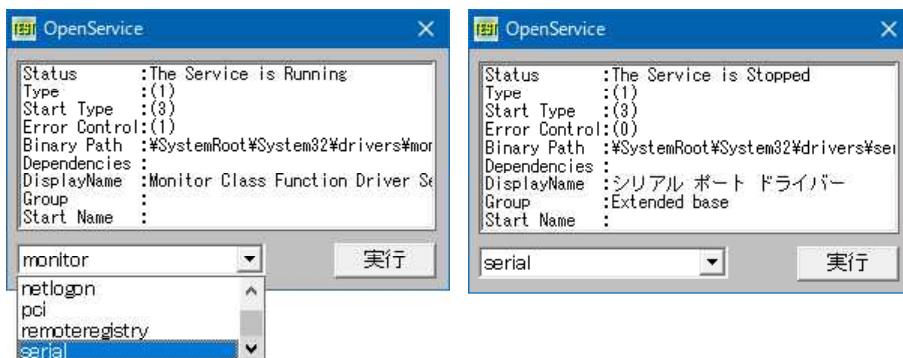 TEST OpenService
Status :The Service is Running
Type :(1)
Start Type :(3)
Error Control:(1)
Binary Path :¥SystemRoot¥System32¥drivers¥mon
Dependencies :
DisplayName :Monitor Class Function Driver Se
Group :
Start Name :
monitor
実行
netlogon
pci
remoteregistry
serial
TEST OpenService
Status :The Service is Stopped
Type :(1)
Start Type :(3)
Error Control:(0)
Binary Path :¥SystemRoot¥System32¥drivers¥ser
Dependencies :
DisplayName :シリアル ポート ドライバー
Group :Extended base
Start Name :
serial
実行